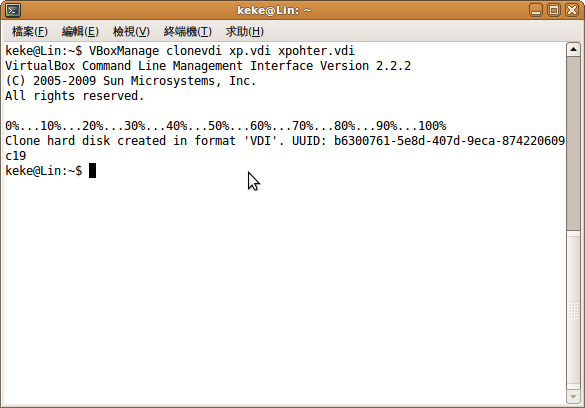 keke@Lin: ~
檔案(F) 編輯(E) 檢視(V) 終端機(T) 求助(H)
keke@Lin:~$ VBoxManage clonevdi xp.vdi xpohter.vdi
VirtualBox Command Line Management Interface Version 2.2.2
(C) 2005-2009 Sun Microsystems, Inc.
All rights reserved.
0%...10%...20%...30%...40%...50%...60%...70%...80%...90%...100%
Clone hard disk created in format 'VDI'. UUID: b6300761-5e8d-407d-9eca-874220609
c19
keke@Lin:~$